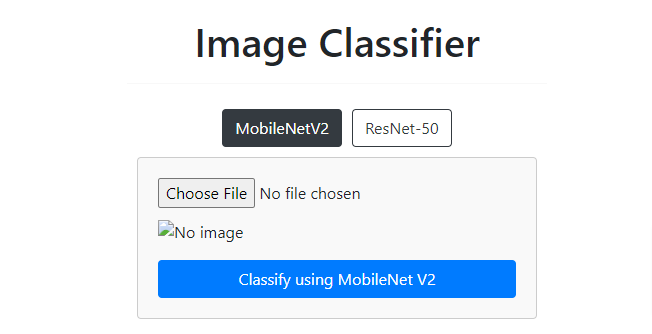 Image Classifier
MobileNetV2 ResNet-50
Choose File No file chosen
No image
Classify using MobileNet V2